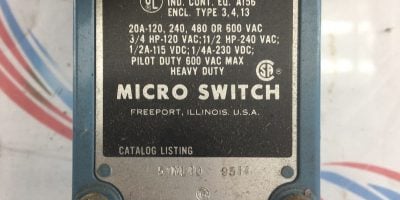 UL IND. CONT. EQ. A156
ENCL. TYPE 3, 4, 13
20A-120, 240, 480 OR 600 VAC
3/4 HP-120 VAC; 11/2 HP-240 VAC;
1/2A-115 VDC; 1/4A-230 VDC;
PILOT DUTY 600 VAC MAX
HEAVY DUTY
MICRO SWITCH
FREEPORT, ILLINOIS. U.S.A.
CATALOG LISTING